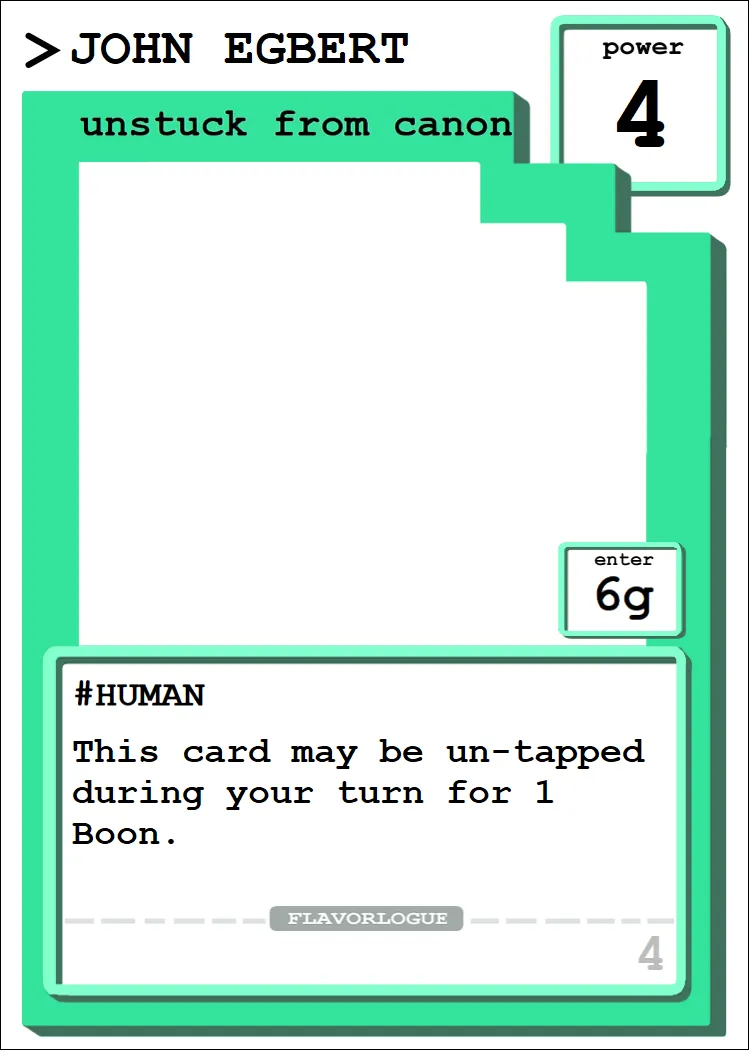 >JOHN EGBERT
power
4
unstuck from canon
enter
6g
#HUMAN
This card may be un-tapped
during your turn for 1
Boon.
FLAVORLOGUE
4